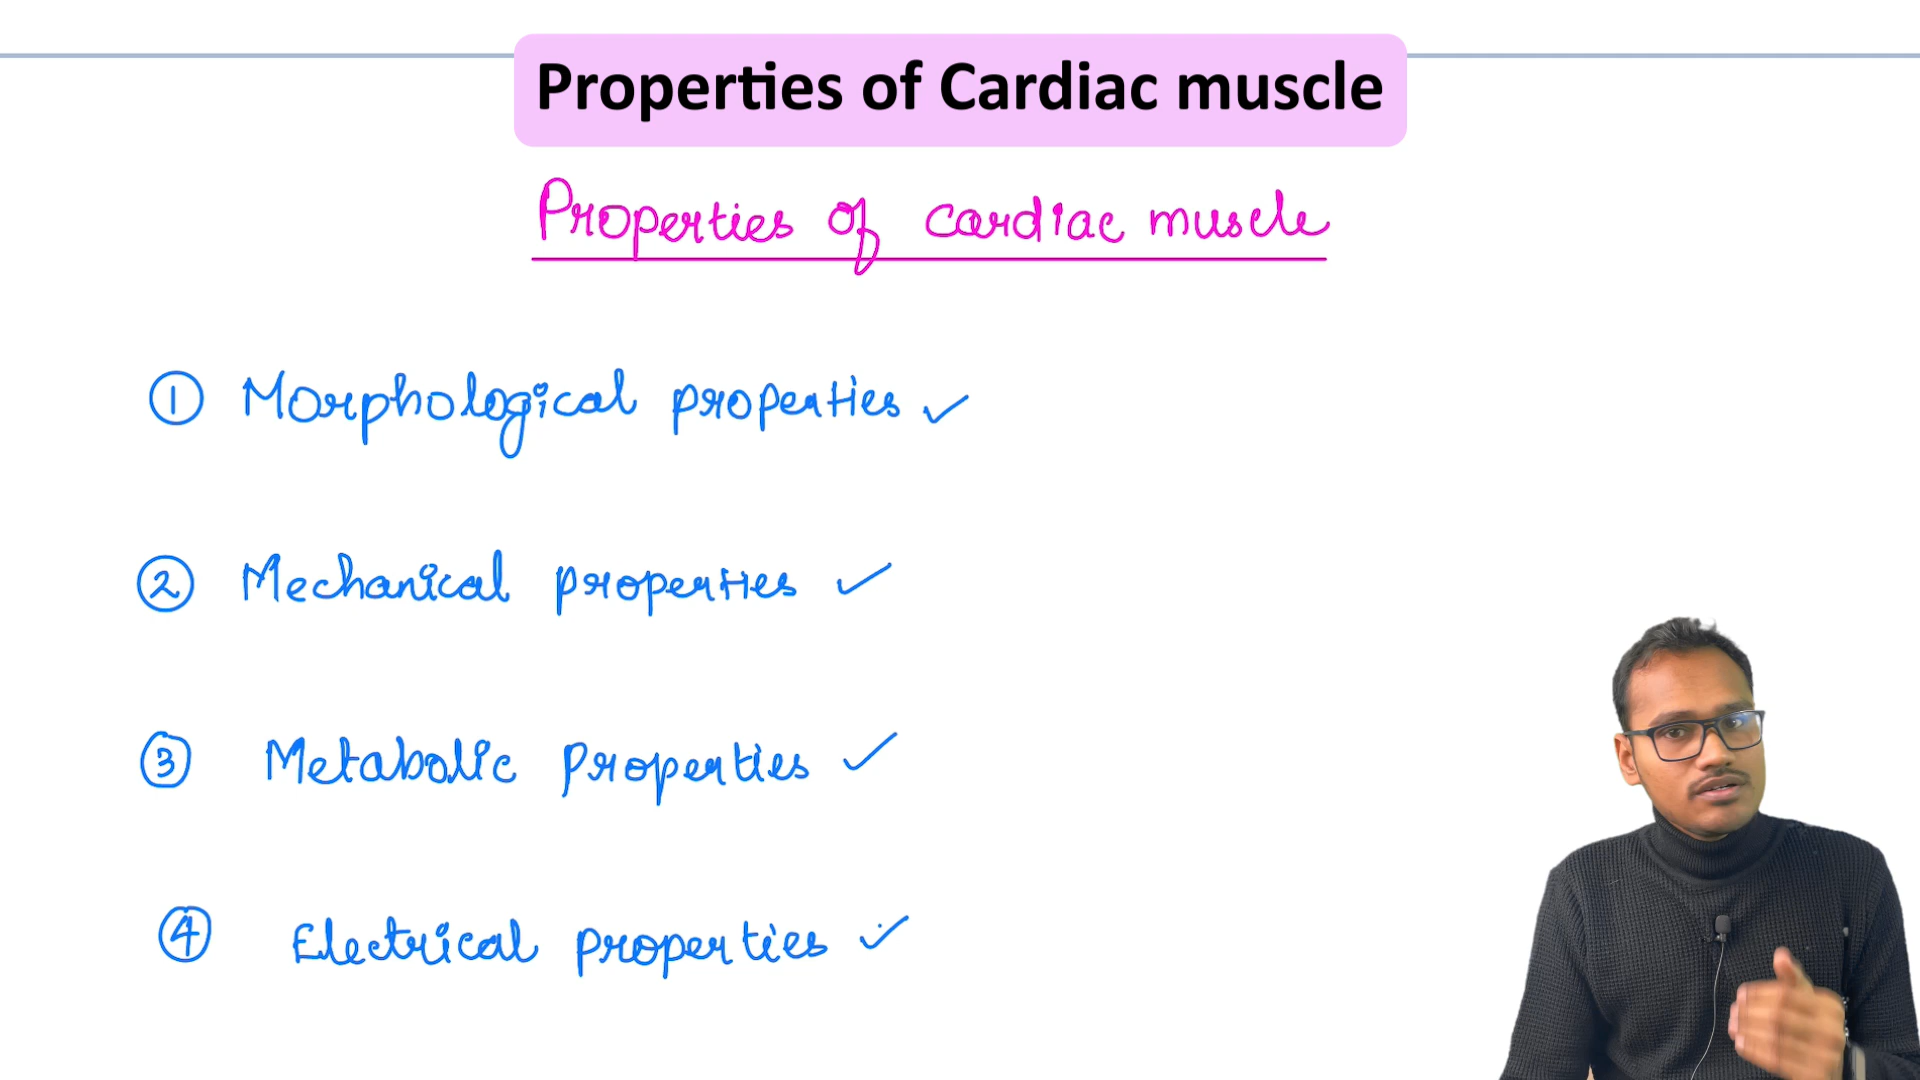 Properties of Cardiac muscle
Properties of cardiac muscle
① Morphological properties ✓
② Mechanical properties ✓
③ Metabolic properties ✓
④ Electrical properties ✓